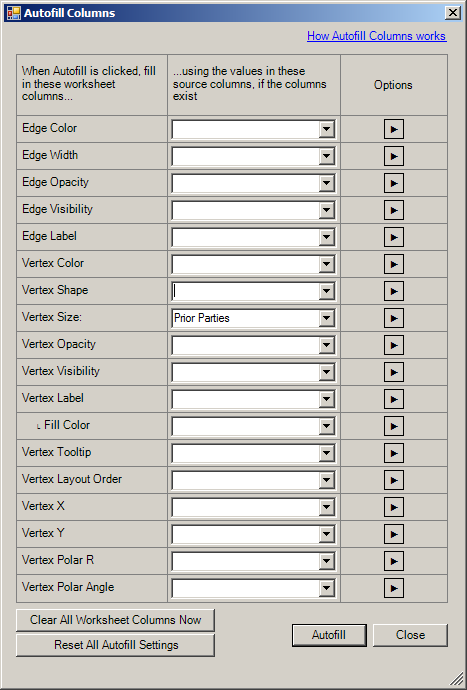 Autofill Columns
How Autofill Columns works
When Autofill is clicked, fill
in these worksheet
columns...
...using the values in these
source columns, if the columns
exist
Options
Edge Color
Edge Width
Edge Opacity
Edge Visibility
Edge Label
Vertex Color
Vertex Shape
Vertex Size:
Prior Parties
Vertex Opacity
Vertex Visibility
Vertex Label
Fill Color
Vertex Tooltip
Vertex Layout Order
Vertex X
Vertex Y
Vertex Polar R
Vertex Polar Angle
Clear All Worksheet Columns Now
Reset All Autofill Settings
Autofill
Close